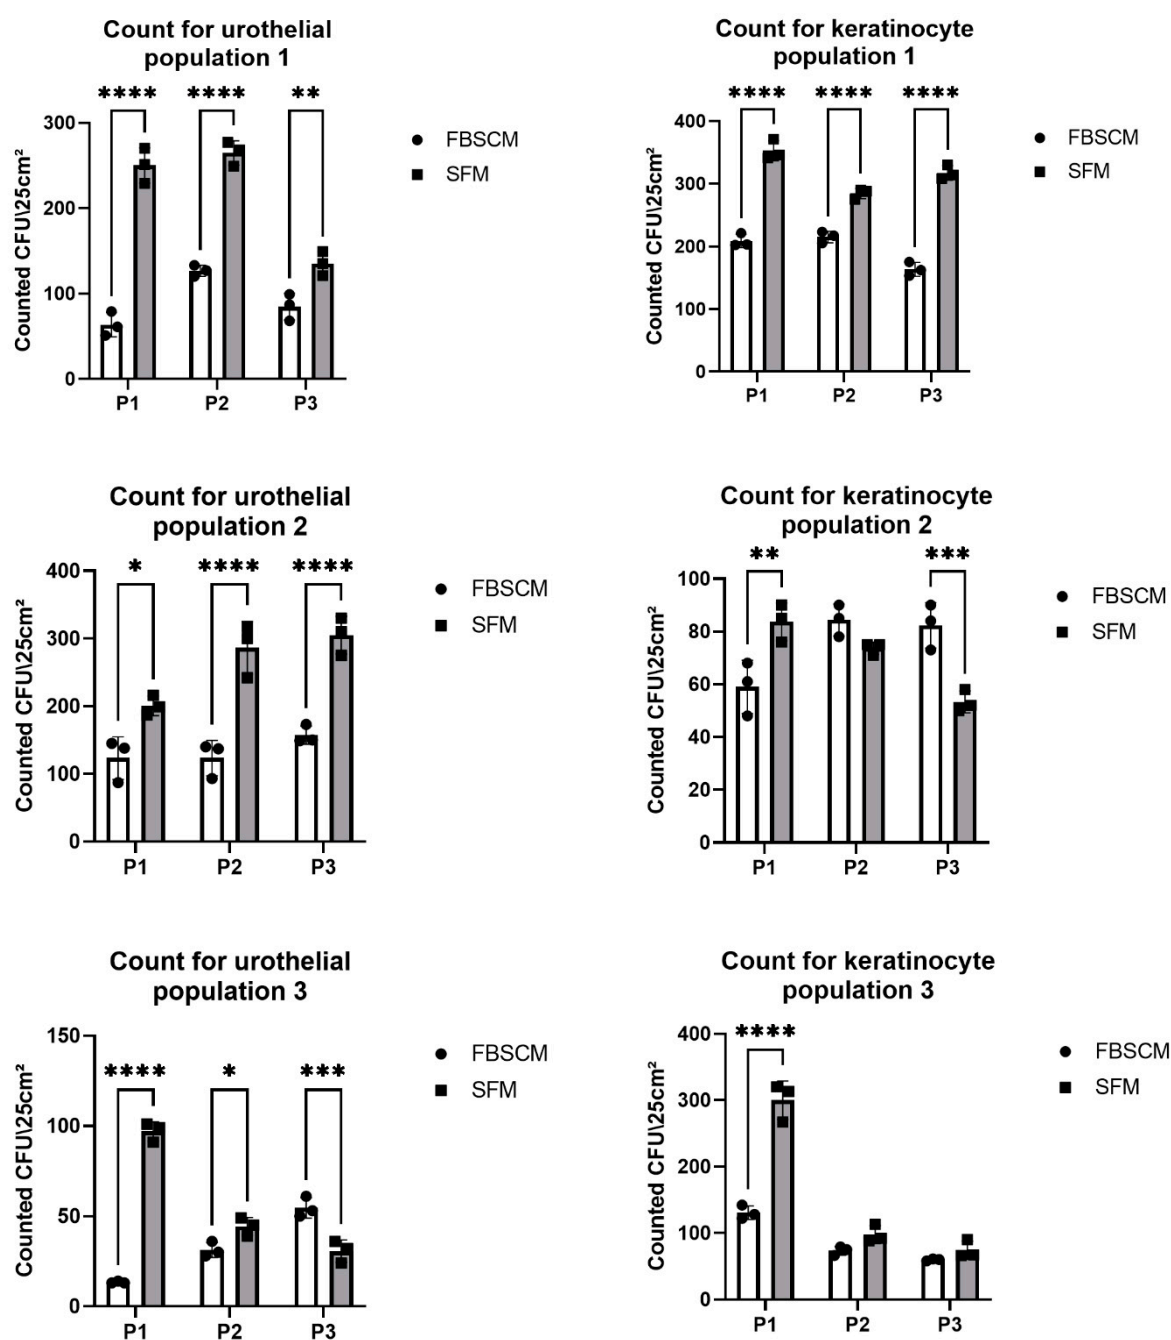 Count for urothelial
population 1
**** **** **
300
200
100
0
Counted CFU\25cm²
P1 P2 P3
FBSCM
SFM
Count for keratinocyte
population 1
**** **** ****
400
300
200
100
0
Counted CFU\25cm²
P1 P2 P3
FBSCM
SFM
Count for urothelial
population 2
* **** ****
400
300
200
100
0
Counted CFU\25cm²
P1 P2 P3
FBSCM
SFM
Count for keratinocyte
population 2
** ***
100
80
60
40
20
0
Counted CFU\25cm²
P1 P2 P3
FBSCM
SFM
Count for urothelial
population 3
**** * ***
150
100
50
0
Counted CFU\25cm²
P1 P2 P3
FBSCM
SFM
Count for keratinocyte
population 3
****
400
300
200
100
0
Counted CFU\25cm²
P1 P2 P3
FBSCM
SFM